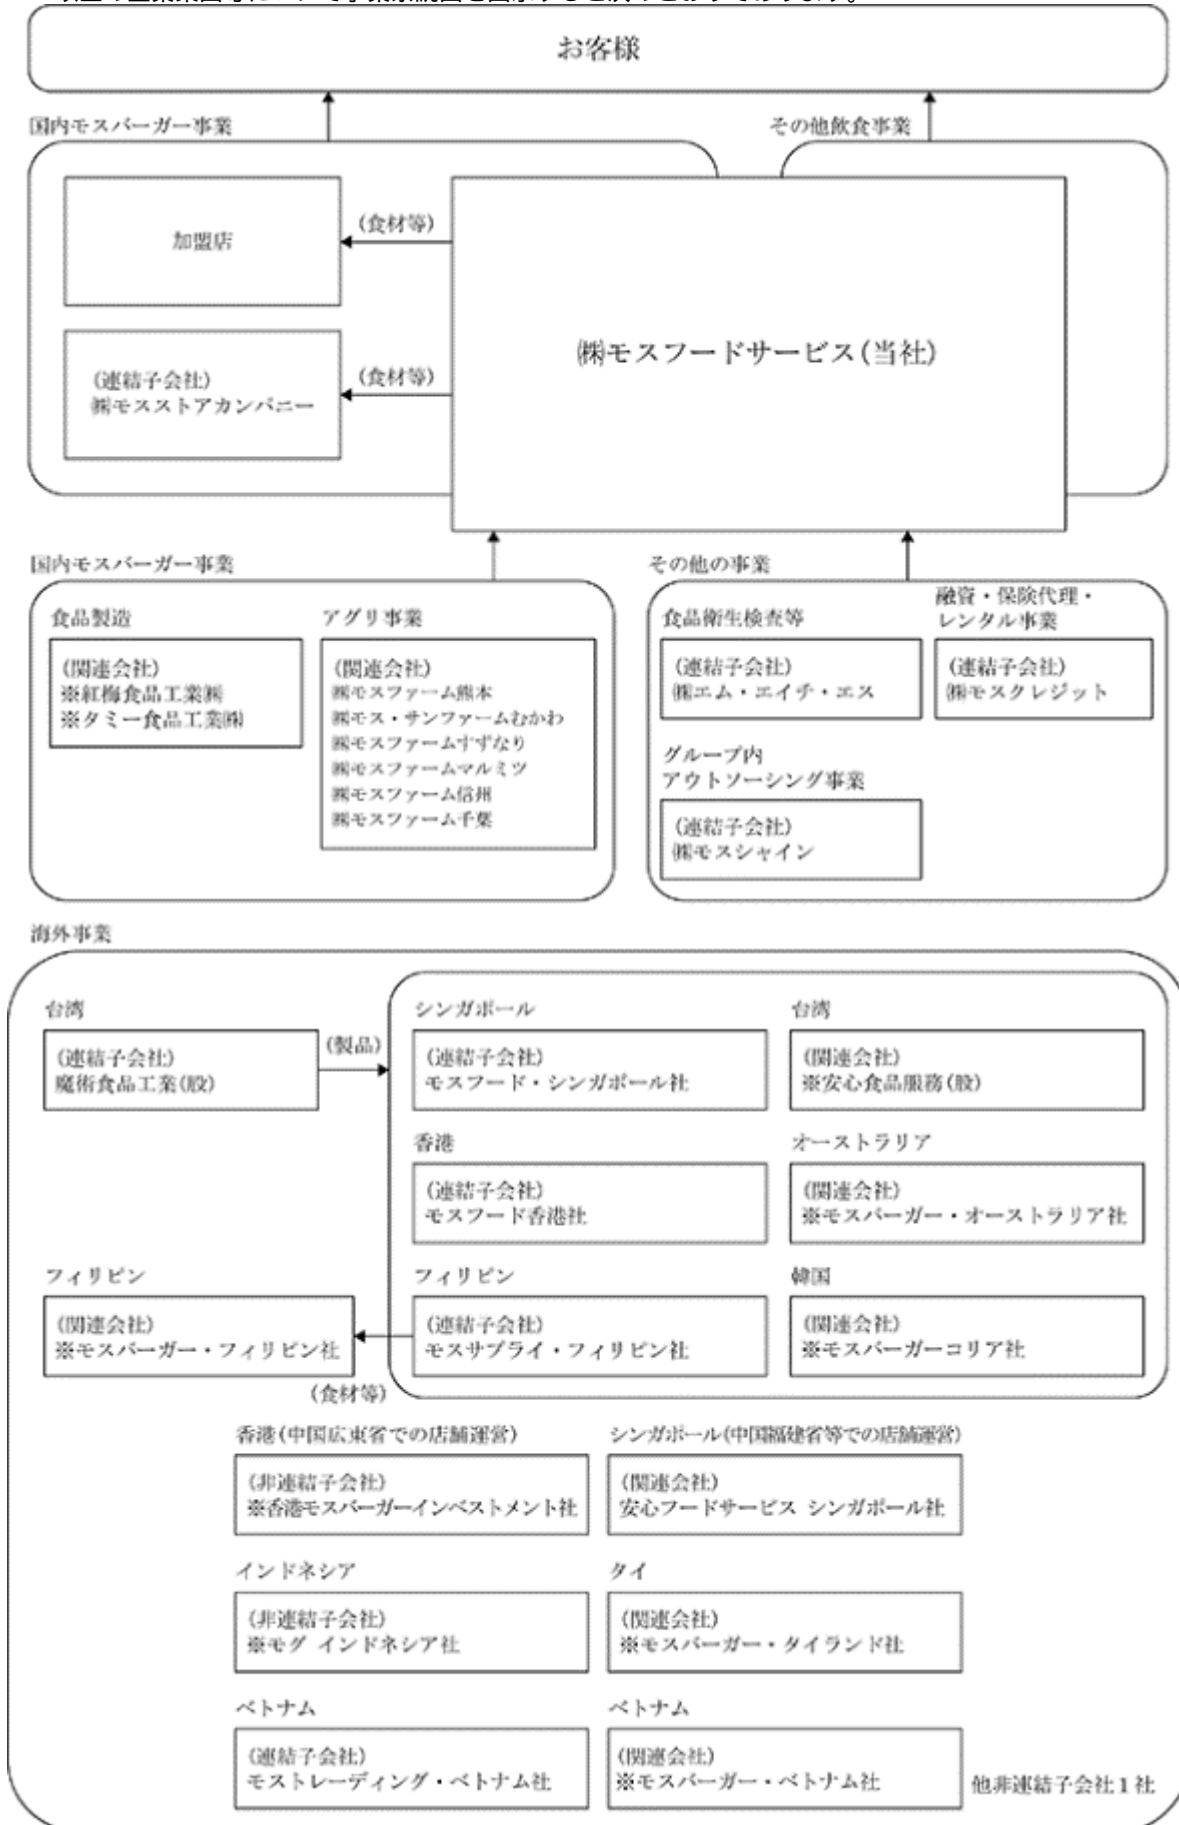 お客様
国内モスバーガー事業
その他飲食事業
加盟店
(食材等)
㈱モスフードサービス(当社)
(連結子会社)
㈱モスストアカンパニー
(食材等)
国内モスバーガー事業
食品製造
(関連会社)
※紅梅食品工業㈱
※タミー食品工業㈱
アグリ事業
(関連会社)
㈱モスファーム熊本
㈱モス・サンファームむかわ
㈱モスファームすずなり
㈱モスファームマルミツ
㈱モスファーム信州
㈱モスファーム千葉
その他の事業
食品衛生検査等
(連結子会社)
㈱エム・エイチ・エス
融資・保険代理・
レンタル事業
(連結子会社)
㈱モスクレジット
グループ内
アウトソーシング事業
(連結子会社)
㈱モスシャイン
海外事業
台湾
(連結子会社)
魔術食品工業(股)
(製品)
シンガポール
(連結子会社)
モスフード・シンガポール社
台湾
(関連会社)
※安心食品服務(股)
香港
(連結子会社)
モスフード香港社
オーストラリア
(関連会社)
※モスバーガー・オーストラリア社
フィリピン
(関連会社)
※モスバーガー・フィリピン社
(食材等)
フィリピン
(連結子会社)
モスサプライ・フィリピン社
韓国
(関連会社)
※モスバーガーコリア社
香港(中国広東省での店舗運営)
(非連結子会社)
※香港モスバーガーインベストメント社
シンガポール(中国福建省等での店舗運営)
(関連会社)
安心フードサービス シンガポール社
インドネシア
(非連結子会社)
※モグ インドネシア社
タイ
(関連会社)
※モスバーガー・タイランド社
ベトナム
(連結子会社)
モストレーディング・ベトナム社
ベトナム
(関連会社)
※モスバーガー・ベトナム社
他非連結子会社1社